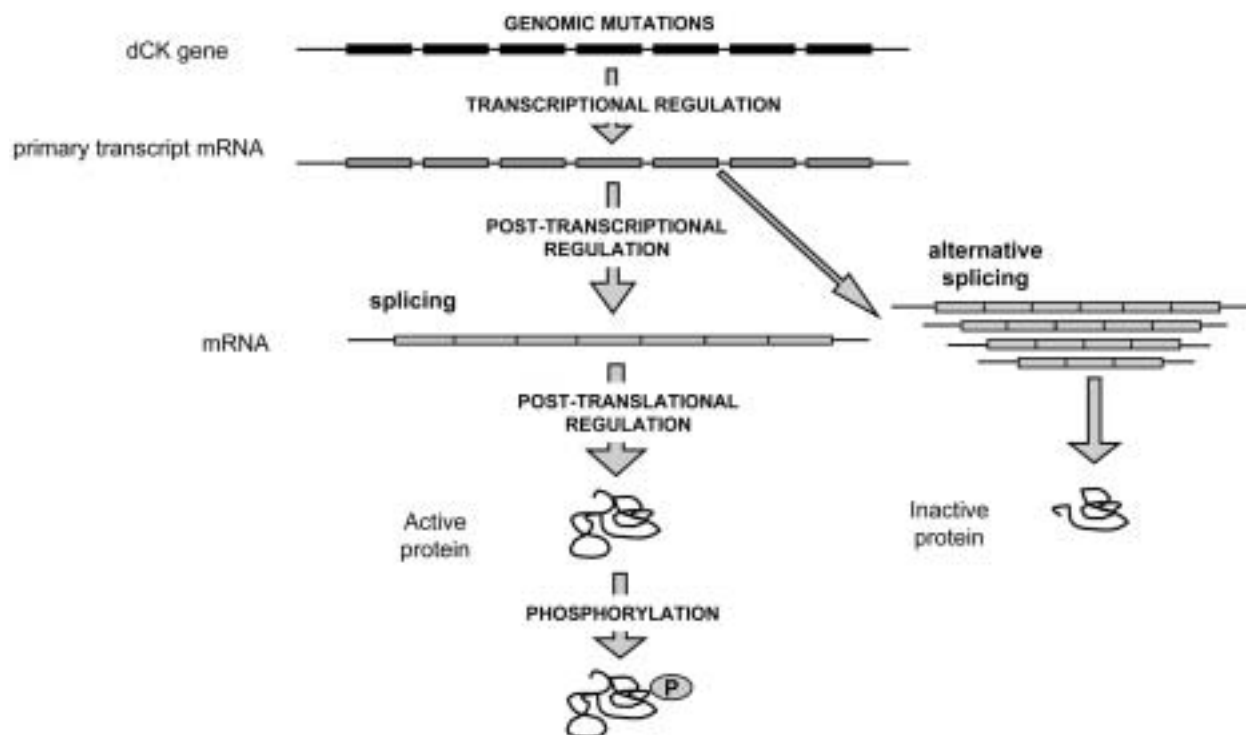 GENOMIC MUTATIONS
dCK gene
TRANSCRIPTIONAL REGULATION
primary transcript mRNA
POST-TRANSCRIPTIONAL
REGULATION
alternative
splicing
splicing
mRNA
POST-TRANSLATIONAL
REGULATION
Active
protein
Inactive
protein
PHOSPHORYLATION
P